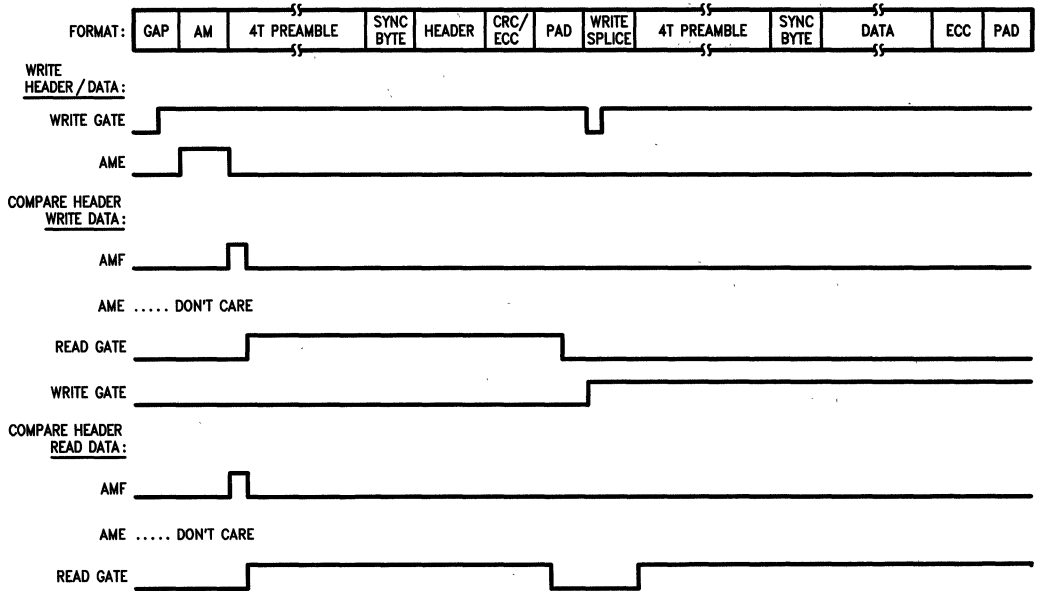 FORMAT: GAP AM 4T PREAMBLE SYNC BYTE HEADER CRC/ ECC PAD WRITE SPLICE 4T PREAMBLE SYNC BYTE DATA ECC PAD
WRITE
HEADER/DATA:
WRITE GATE
AME
COMPARE HEADER
WRITE DATA:
AMF
AME ..... DON'T CARE
READ GATE
WRITE GATE
COMPARE HEADER
READ DATA:
AMF
AME ..... DON'T CARE
READ GATE